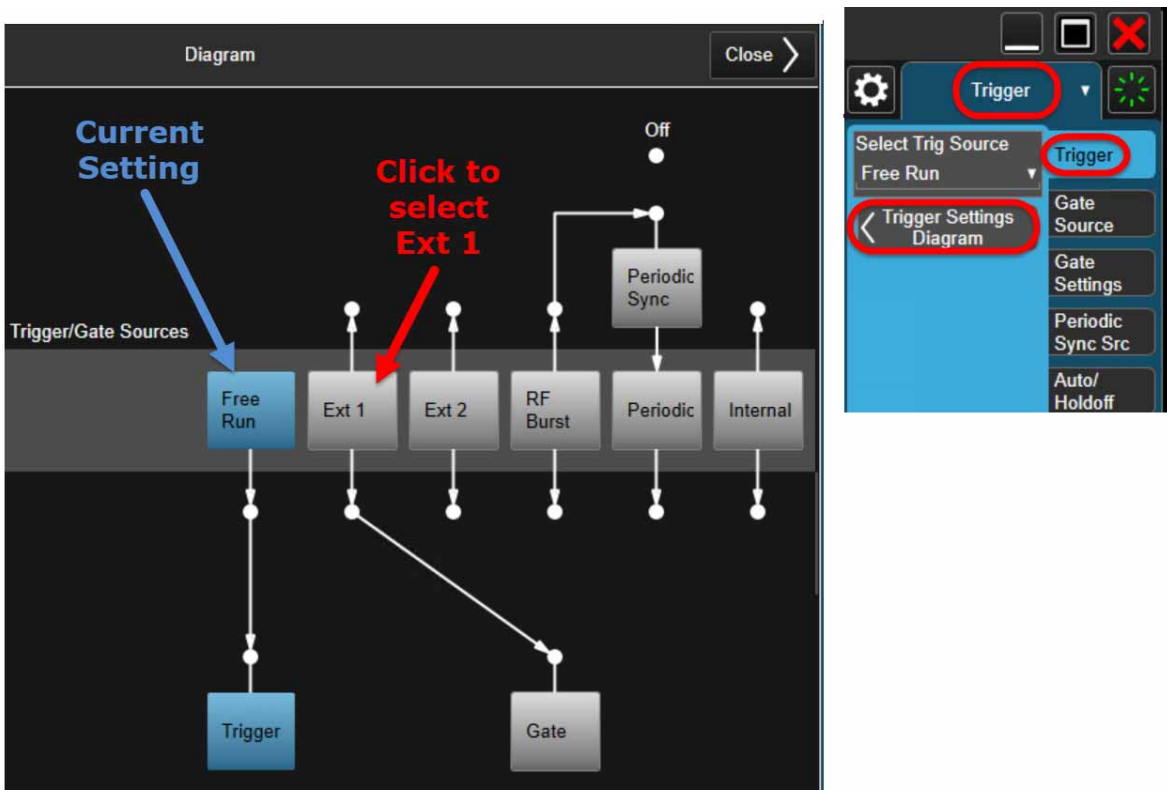 Diagram
Close
Current
Setting
Click to
select
Ext 1
Off
Periodic
Sync
Trigger/Gate Sources
Free
Run
Ext 1
Ext 2
RF
Burst
Periodic
Internal
Trigger
Gate
Trigger
Select Trig Source
Free Run
Trigger Settings
Diagram
Trigger
Gate
Source
Gate
Settings
Periodic
Sync Src
Auto/
Holdoff